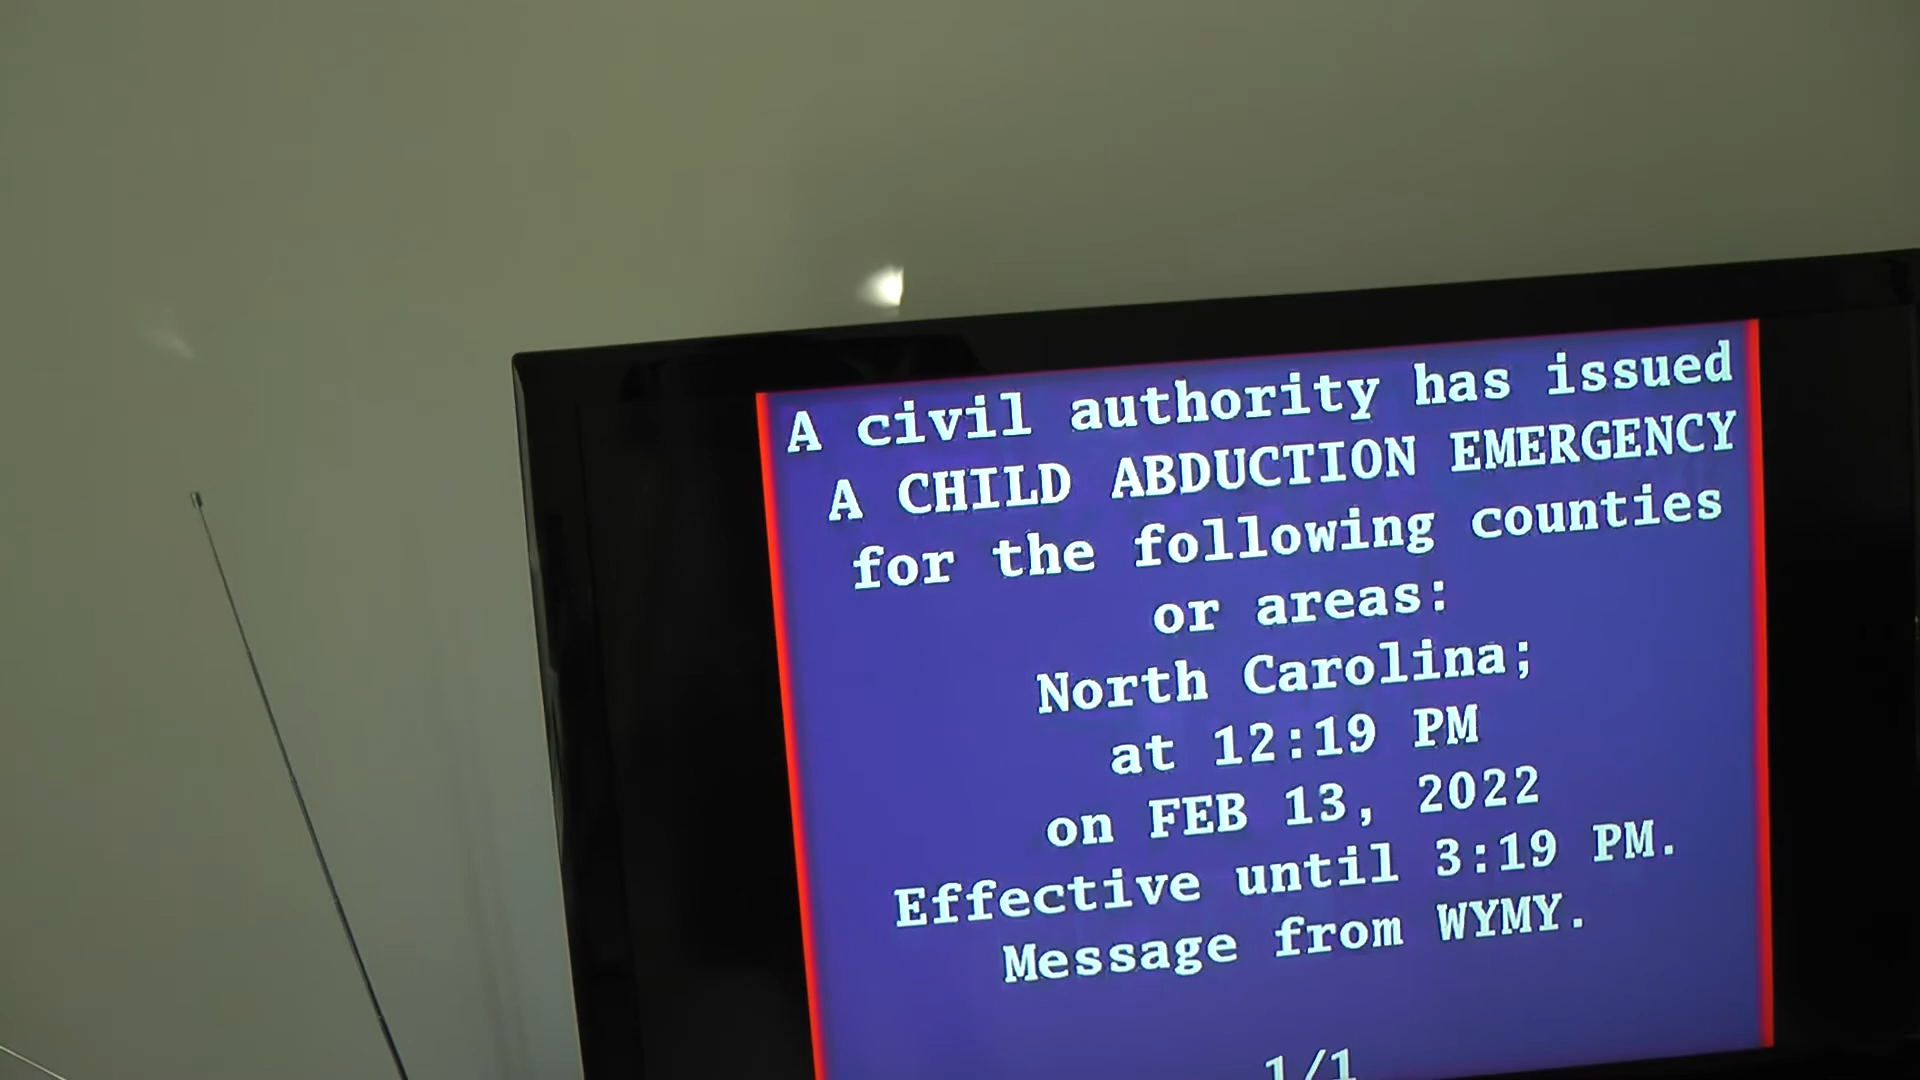 A civil authority has issued
A CHILD ABDUCTION EMERGENCY
for the following counties
or areas:
North Carolina;
at 12:19 PM
on FEB 13, 2022
Effective until 3:19 PM.
Message from WYMY.
1/1